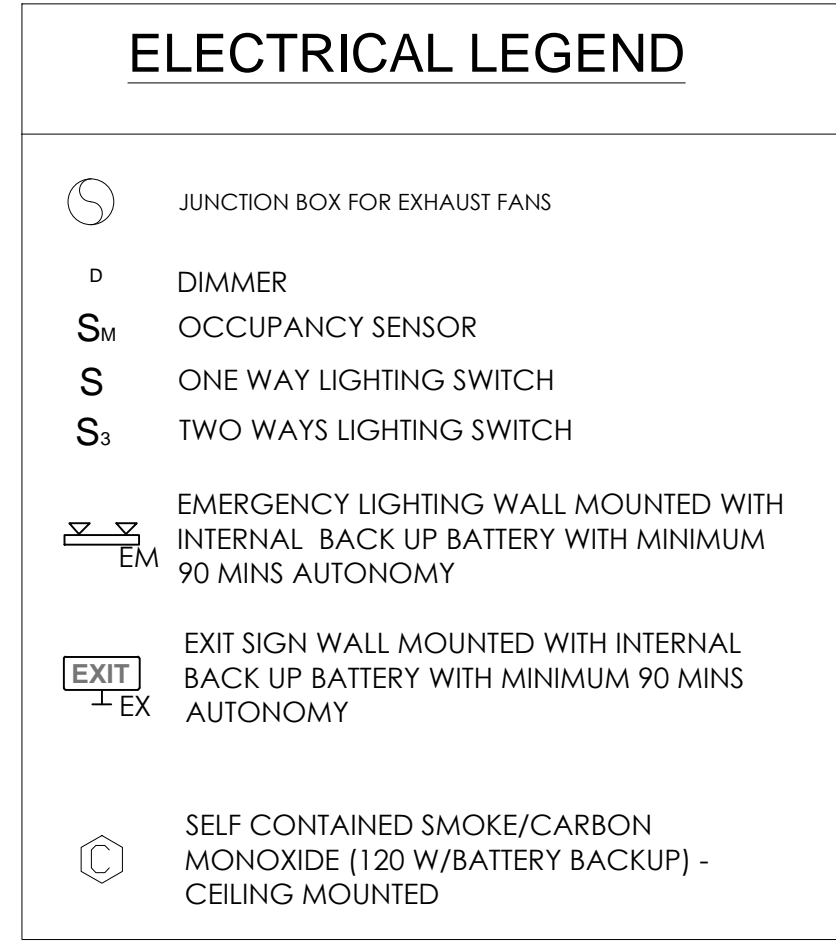 ELECTRICAL LEGEND
JUNCTION BOX FOR EXHAUST FANS
D DIMMER
SM OCCUPANCY SENSOR
S ONE WAY LIGHTING SWITCH
S3 TWO WAYS LIGHTING SWITCH
EMERGENCY LIGHTING WALL MOUNTED WITH
EM INTERNAL BACK UP BATTERY WITH MINIMUM
90 MINS AUTONOMY
EXIT SIGN WALL MOUNTED WITH INTERNAL
EXIT BACK UP BATTERY WITH MINIMUM 90 MINS
EX AUTONOMY
SELF CONTAINED SMOKE/CARBON
C MONOXIDE (120 W/BATTERY BACKUP) -
CEILING MOUNTED